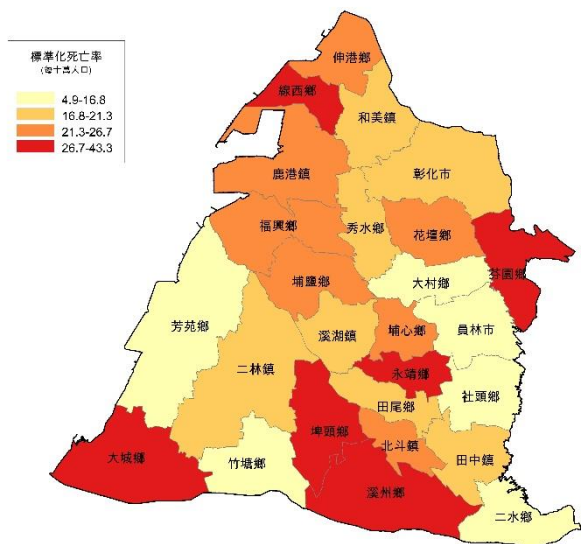 標準化死亡率
(每十萬人口)
4.9-16.8
16.8-21.3
21.3-26.7
26.7-43.3
伸港鄉
線西鄉
和美鎮
鹿港鎮
彰化市
福興鄉
秀水鄉
花壇鄉
芬園鄉
埔鹽鄉
大村鄉
芳苑鄉
溪湖鎮
埔心鄉
員林市
二林鎮
永靖鄉
社頭鄉
田尾鄉
埤頭鄉
北斗鎮
大城鄉
竹塘鄉
田中鎮
溪州鄉
二水鄉